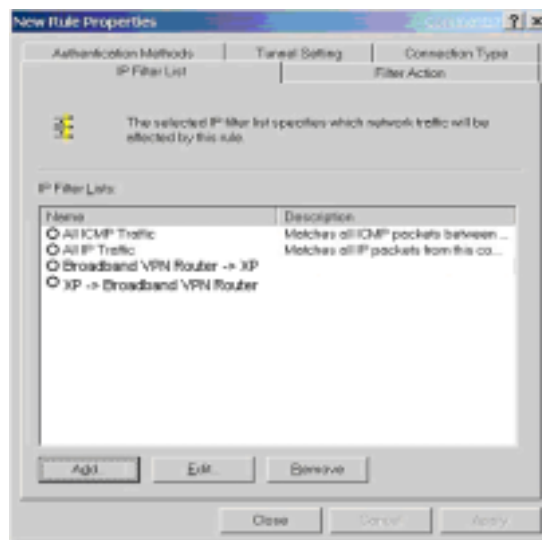 New Rule Properties
Authentication Methods Tunnel Setting Connection Type
IP Filter List Filter Action
The selected IP filter list specifies which network traffic will be
affected by this rule.
IP Filter Lists:
Name Description
All ICMP Traffic Matches all ICMP packets between ...
All IP Traffic Matches all IP packets from this co...
Broadband VPN Router -> XP
XP -> Broadband VPN Router
Add... Edit... Remove
Close Cancel Apply